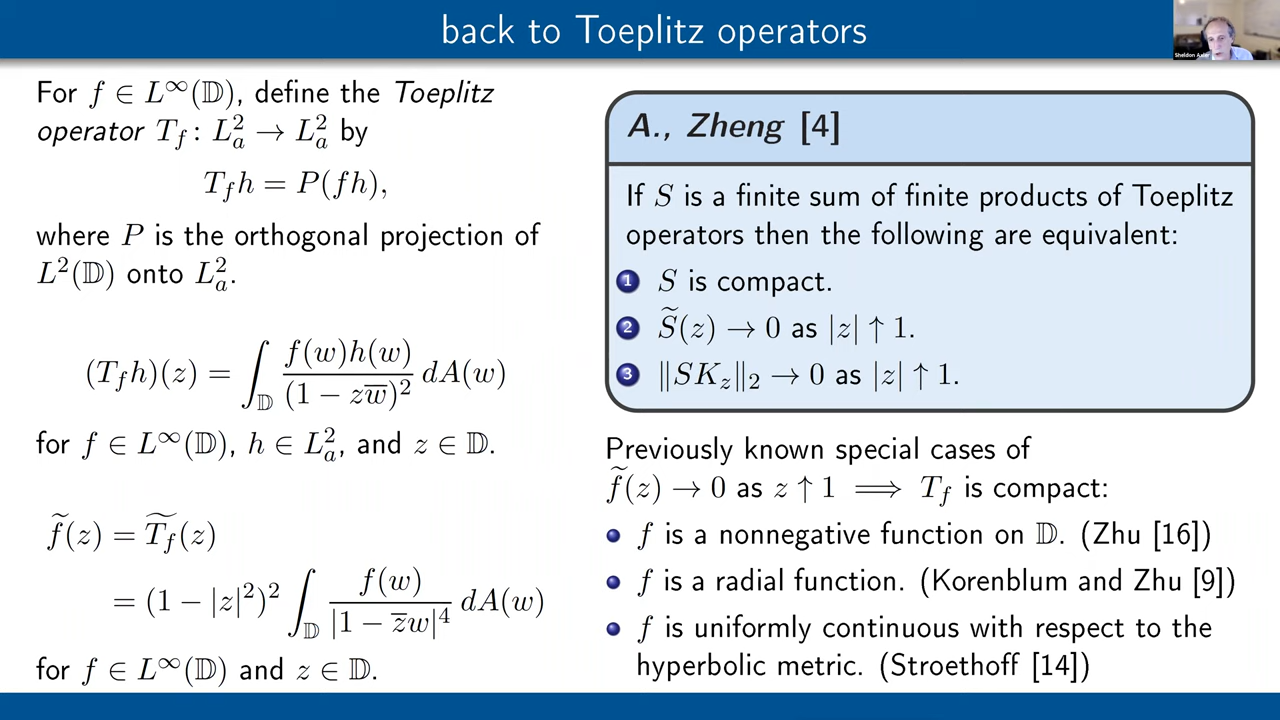 back to Toeplitz operators
Sheldon Axler
For f ∈ L^∞(𝔻), define the Toeplitz
operator T_f : L²_a → L²_a by
T_f h = P(fh),
where P is the orthogonal projection of
L²(𝔻) onto L²_a.
(T_f h)(z) = ∫_𝔻 f(w)h(w) / (1 − z w̅)² dA(w)
for f ∈ L^∞(𝔻), h ∈ L²_a, and z ∈ 𝔻.
f̃(z) = T̃_f(z)
= (1 − |z|²)² ∫_𝔻 f(w) / |1 − z̅w|⁴ dA(w)
for f ∈ L^∞(𝔻) and z ∈ 𝔻.
A., Zheng [4]
If S is a finite sum of finite products of Toeplitz
operators then the following are equivalent:
1 S is compact.
2 S̃(z) → 0 as |z| ↑ 1.
3 ‖SK_z‖₂ → 0 as |z| ↑ 1.
Previously known special cases of
f̃(z) → 0 as z ↑ 1 ⟹ T_f is compact:
• f is a nonnegative function on 𝔻. (Zhu [16])
• f is a radial function. (Korenblum and Zhu [9])
• f is uniformly continuous with respect to the
hyperbolic metric. (Stroethoff [14])